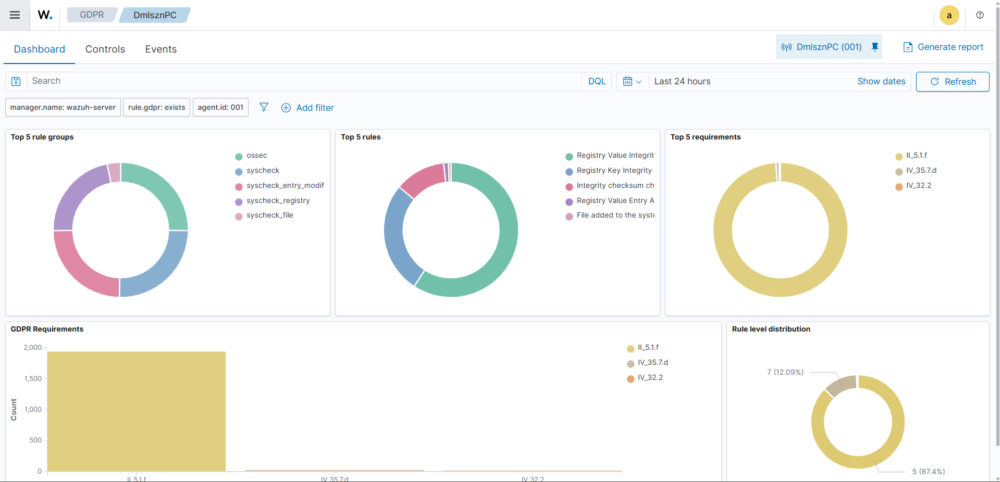 W.
GDPR
DmlsznPC
a
Dashboard
Controls
Events
DmlsznPC (001)
Generate report
Search
DQL
Last 24 hours
Show dates
Refresh
manager.name: wazuh-server
rule.gdpr: exists
agent.id: 001
Add filter
Top 5 rule groups
ossec
syscheck
syscheck_entry_modif
syscheck_registry
syscheck_file
Top 5 rules
Registry Value Integrit
Registry Key Integrity
Integrity checksum ch
Registry Value Entry A
File added to the syste
Top 5 requirements
II_5.1.f
IV_35.7.d
IV_32.2
GDPR Requirements
2,000
1,500
1,000
500
0
Count
II_5.1.f
IV_35.7.d
IV_32.2
II_5.1.f
IV_35.7.d
IV_32.2
Rule level distribution
7 (12.09%)
5 (87.4%)